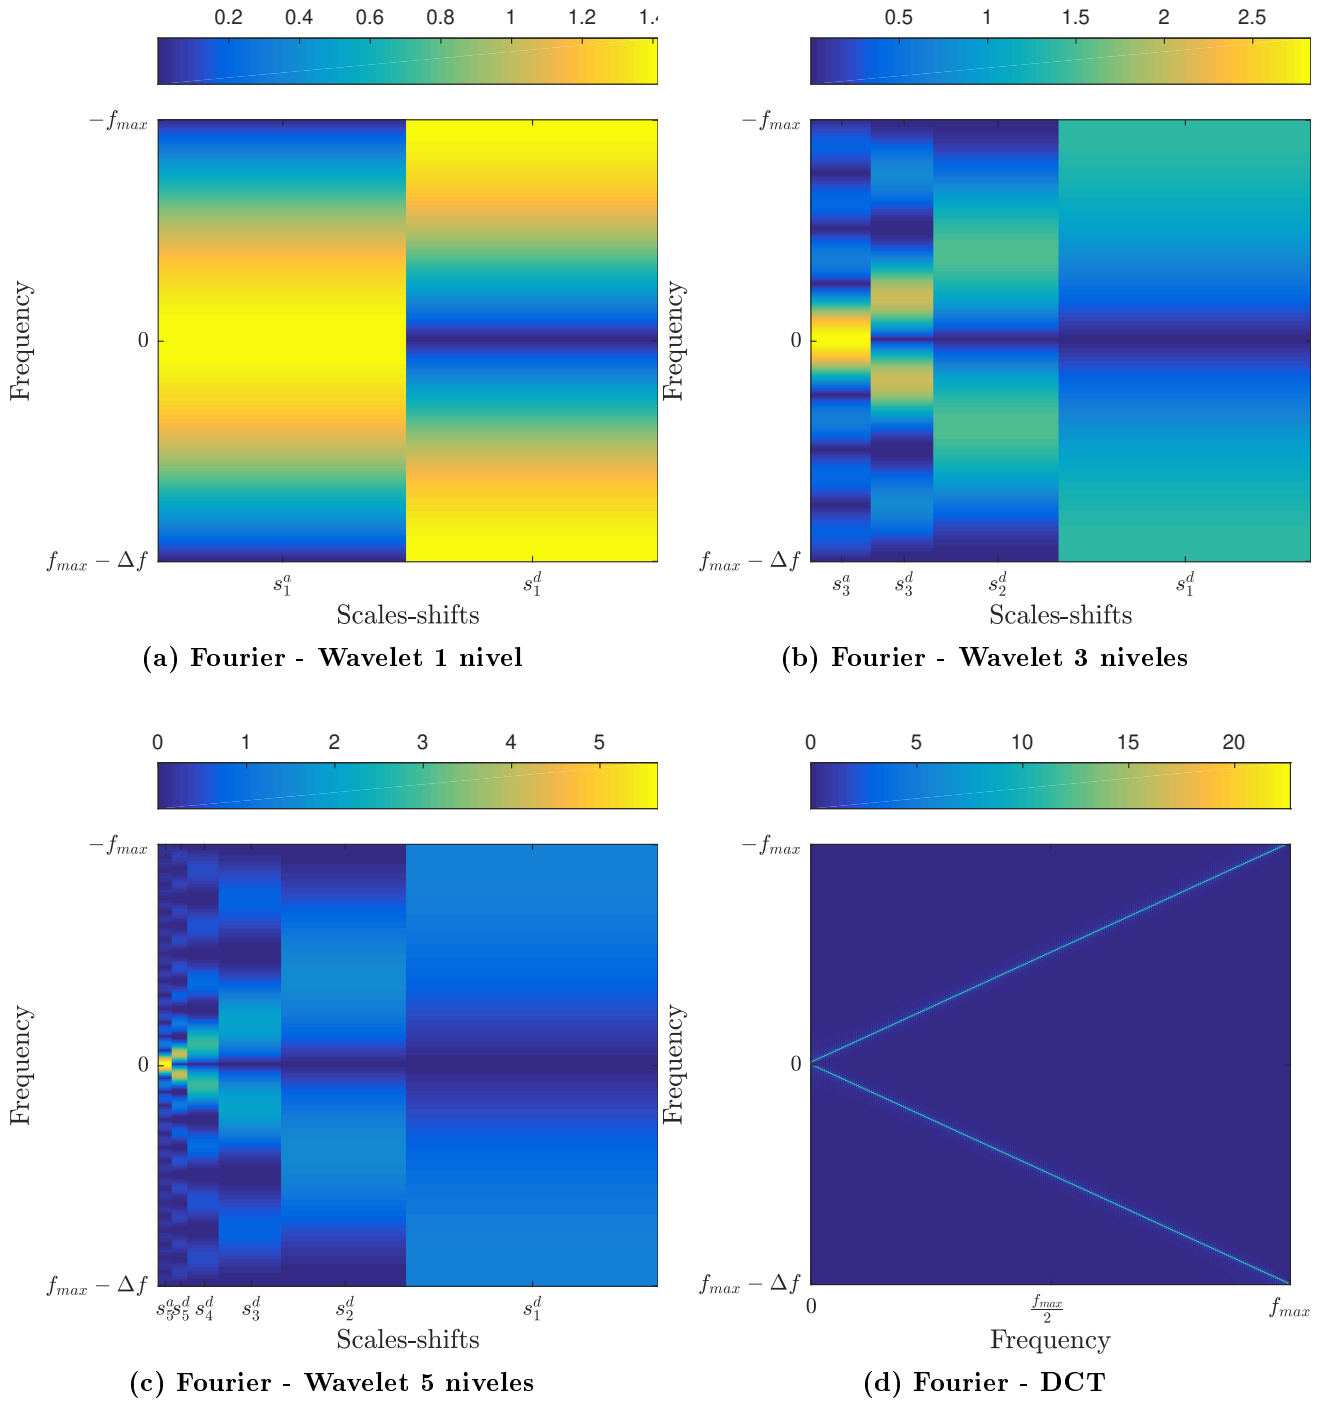 0.2 0.4 0.6 0.8 1 1.2 1.4
−f_max
0
f_max − Δf
Frequency
s_1^a s_1^d
Scales-shifts
(a) Fourier - Wavelet 1 nivel
0.5 1 1.5 2 2.5
−f_max
0
f_max − Δf
Frequency
s_3^a s_3^d s_2^d s_1^d
Scales-shifts
(b) Fourier - Wavelet 3 niveles
0 1 2 3 4 5
−f_max
0
f_max − Δf
Frequency
s_5^a s_5^d s_4^d s_3^d s_2^d s_1^d
Scales-shifts
(c) Fourier - Wavelet 5 niveles
0 5 10 15 20
−f_max
0
f_max − Δf
Frequency
0 f_max/2 f_max
Frequency
(d) Fourier - DCT